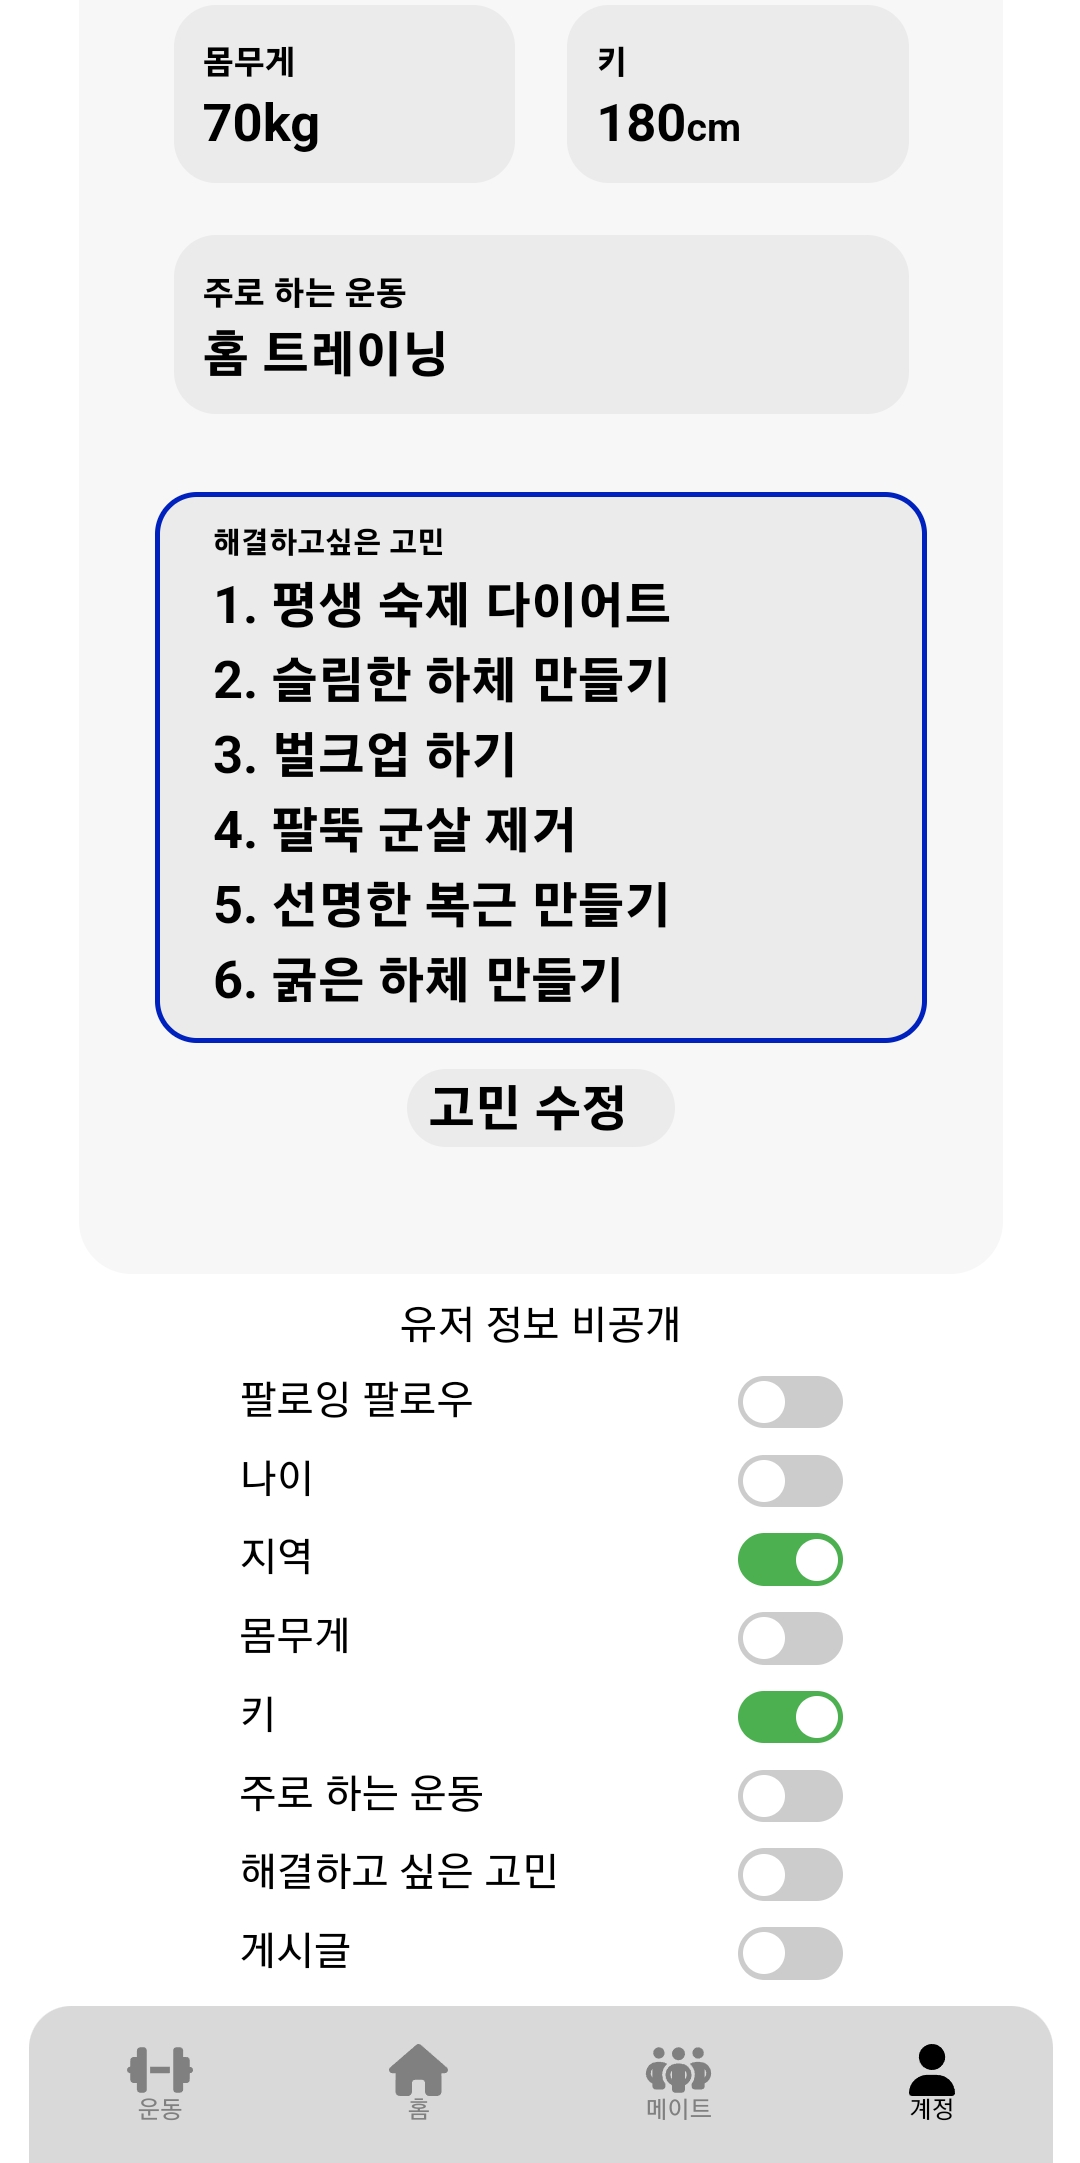 몸무게
70kg
키
180cm
주로 하는 운동
홈 트레이닝
해결하고싶은 고민
1. 평생 숙제 다이어트
2. 슬림한 하체 만들기
3. 벌크업 하기
4. 팔뚝 군살 제거
5. 선명한 복근 만들기
6. 굵은 하체 만들기
고민 수정
유저 정보 비공개
팔로잉 팔로우
나이
지역
몸무게
키
주로 하는 운동
해결하고 싶은 고민
게시글
운동
홈
메이트
계정